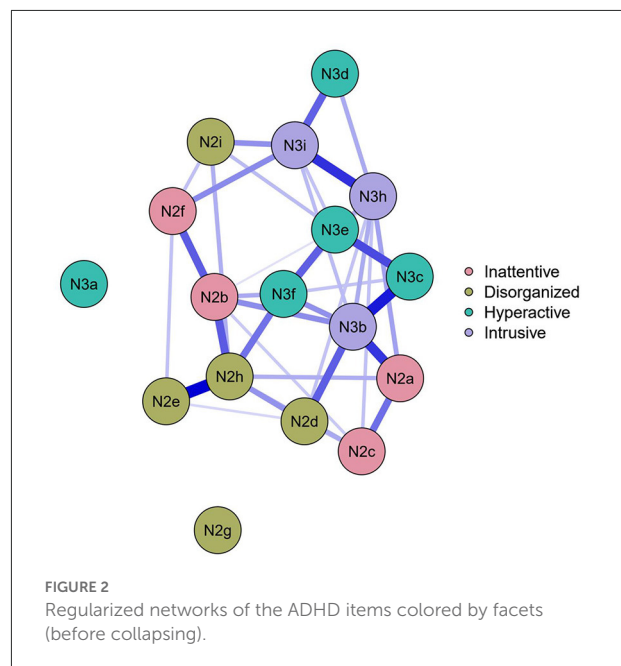 N3d
N2i
N3i
N3h
N2f
N3e
N3a
N3c
N2b
N3f
N3b
N2h
N2a
N2e
N2d
N2c
N2g
Inattentive
Disorganized
Hyperactive
Intrusive
FIGURE 2
Regularized networks of the ADHD items colored by facets
(before collapsing).